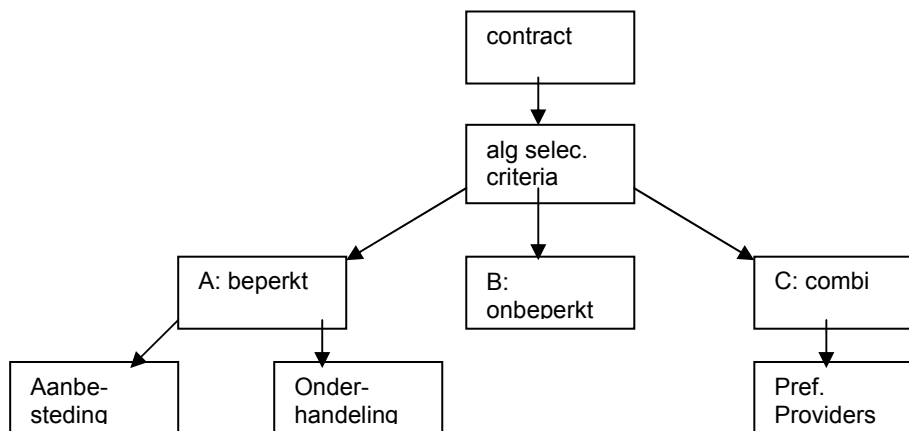 contract
alg selec.
criteria
A: beperkt
B:
onbeperkt
C: combi
Aanbe-
steding
Onder-
handeling
Pref.
Providers